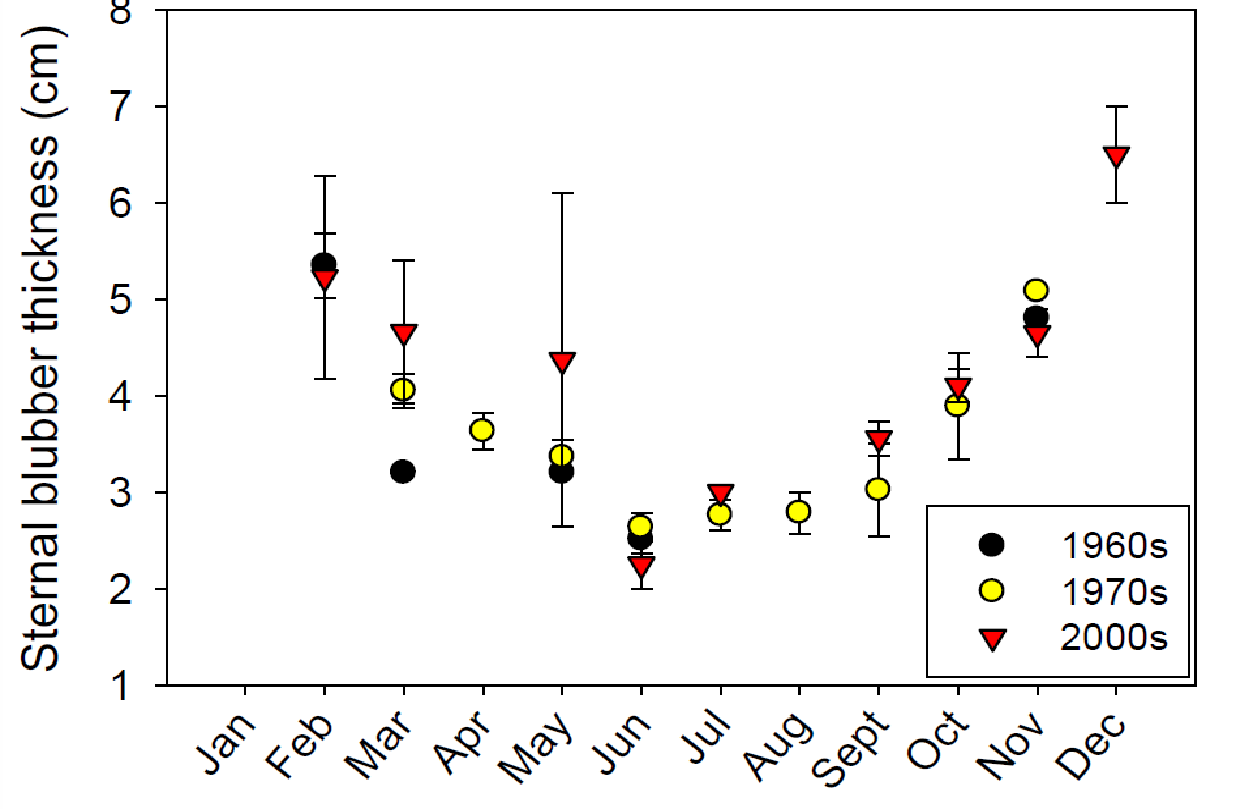 Sternal blubber thickness (cm)
8
7
6
5
4
3
2
1
Jan Feb Mar Apr May Jun Jul Aug Sept Oct Nov Dec
1960s
1970s
2000s